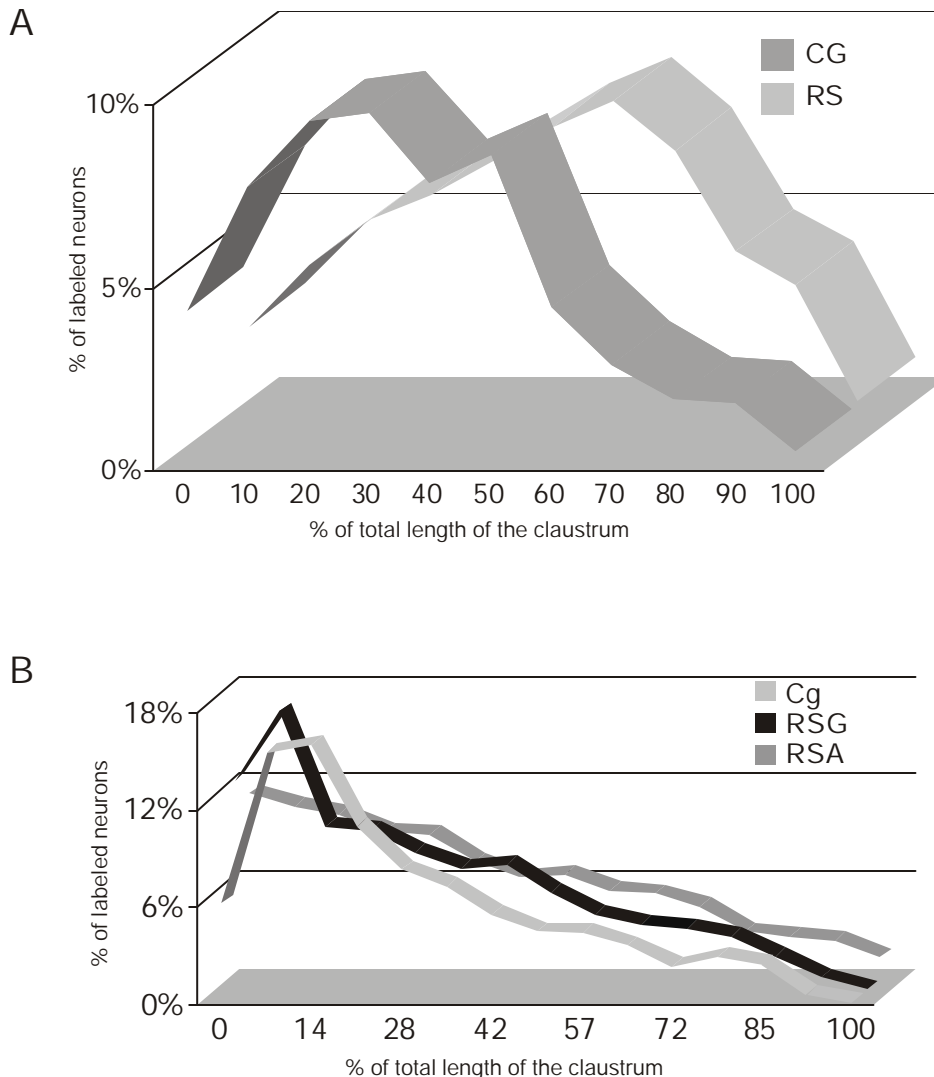 A
CG
RS
10%
5%
0%
% of labeled neurons
0 10 20 30 40 50 60 70 80 90 100
% of total length of the claustrum
B
Cg
RSG
RSA
18%
12%
6%
0%
% of labeled neurons
0 14 28 42 57 72 85 100
% of total length of the claustrum